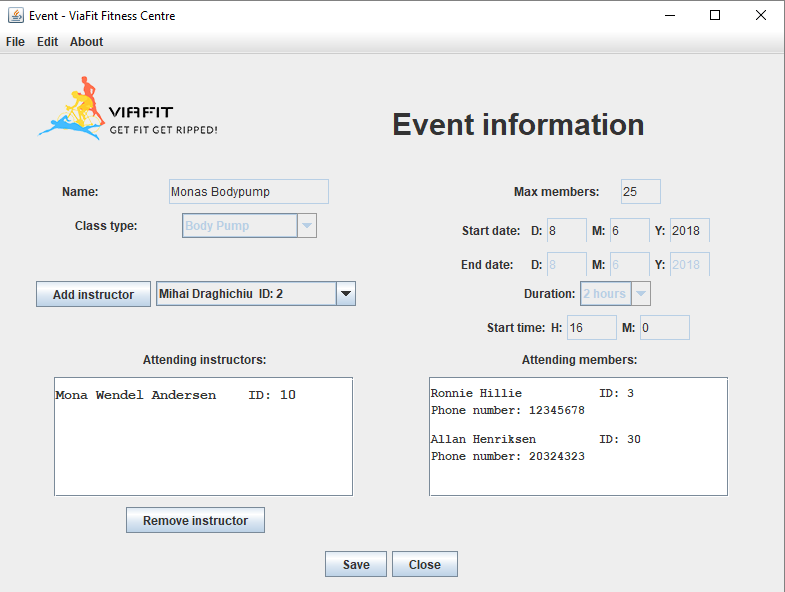 Event - ViaFit Fitness Centre
File Edit About
VIAFIT
GET FIT GET RIPPED!
Event information
Name: Monas Bodypump
Class type: Body Pump
Add instructor Mihai Draghichiu ID: 2
Max members: 25
Start date: D: 8 M: 6 Y: 2018
End date: D: 8 M: 6 Y: 2018
Duration: 2 hours
Start time: H: 16 M: 0
Attending instructors:
Mona Wendel Andersen ID: 10
Remove instructor
Attending members:
Ronnie Hillie ID: 3
Phone number: 12345678
Allan Henriksen ID: 30
Phone number: 20324323
Save Close